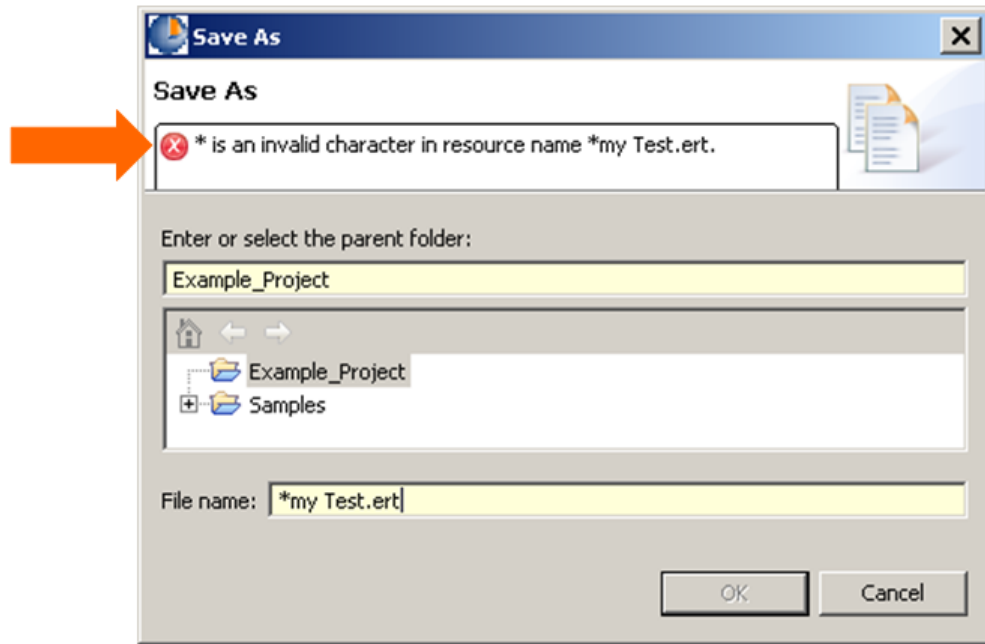 Save As
Save As
* is an invalid character in resource name *my Test.ert.
Enter or select the parent folder:
Example_Project
Example_Project
Samples
File name: *my Test.ert
OK Cancel